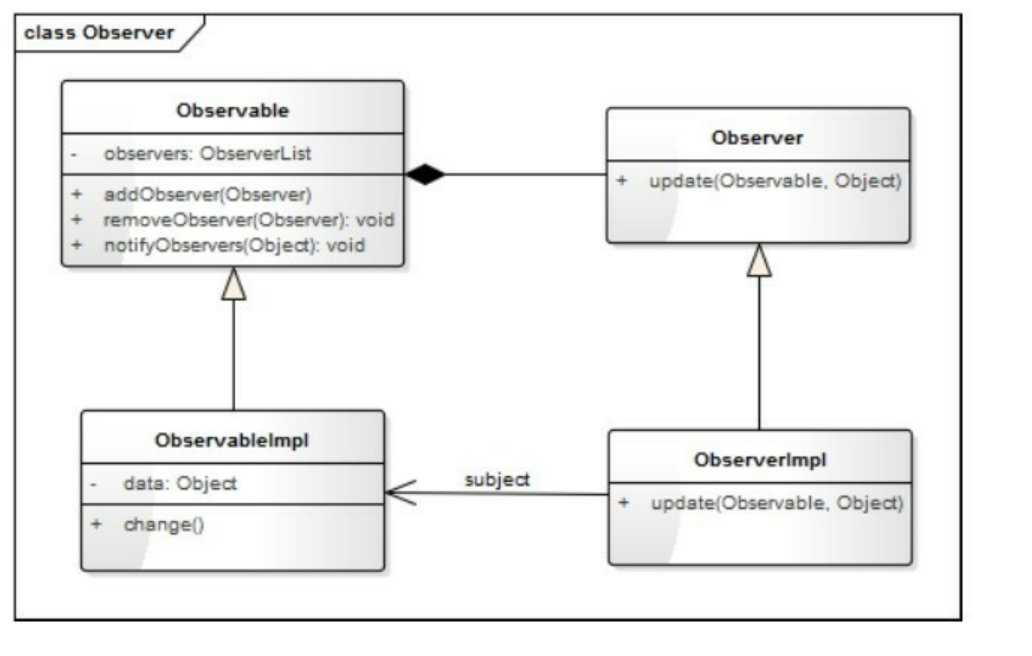 class Observer
Observable
- observers: ObserverList
+ addObserver(Observer)
+ removeObserver(Observer): void
+ notifyObservers(Object): void
Observer
+ update(Observable, Object)
ObservableImpl
- data: Object
+ change()
subject
ObserverImpl
+ update(Observable, Object)